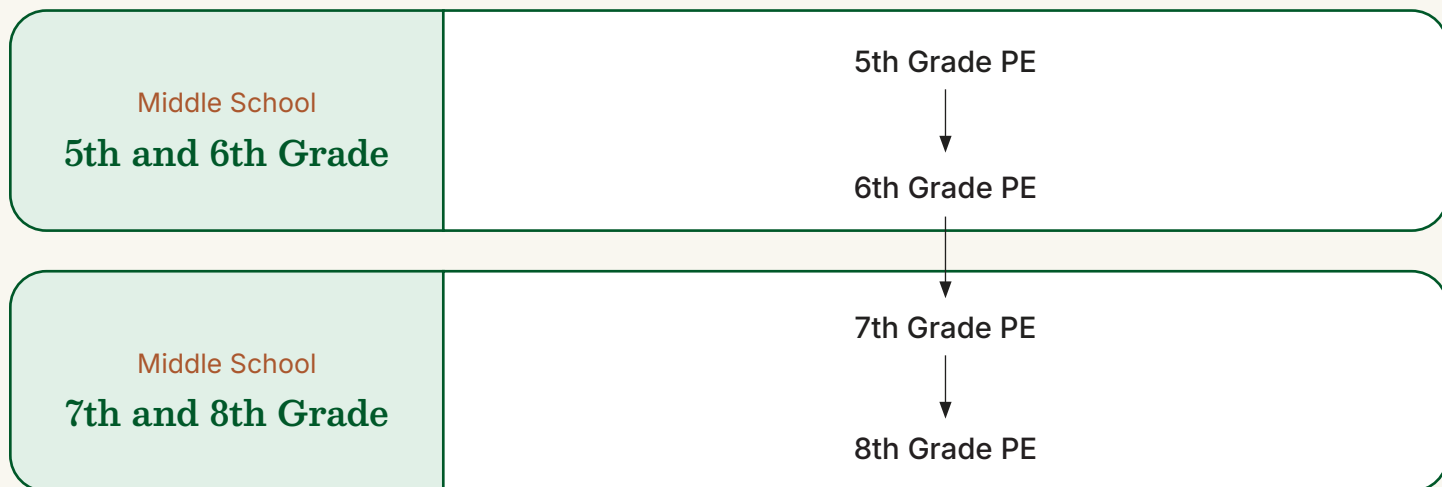 Middle School
5th and 6th Grade
5th Grade PE
6th Grade PE
Middle School
7th and 8th Grade
7th Grade PE
8th Grade PE